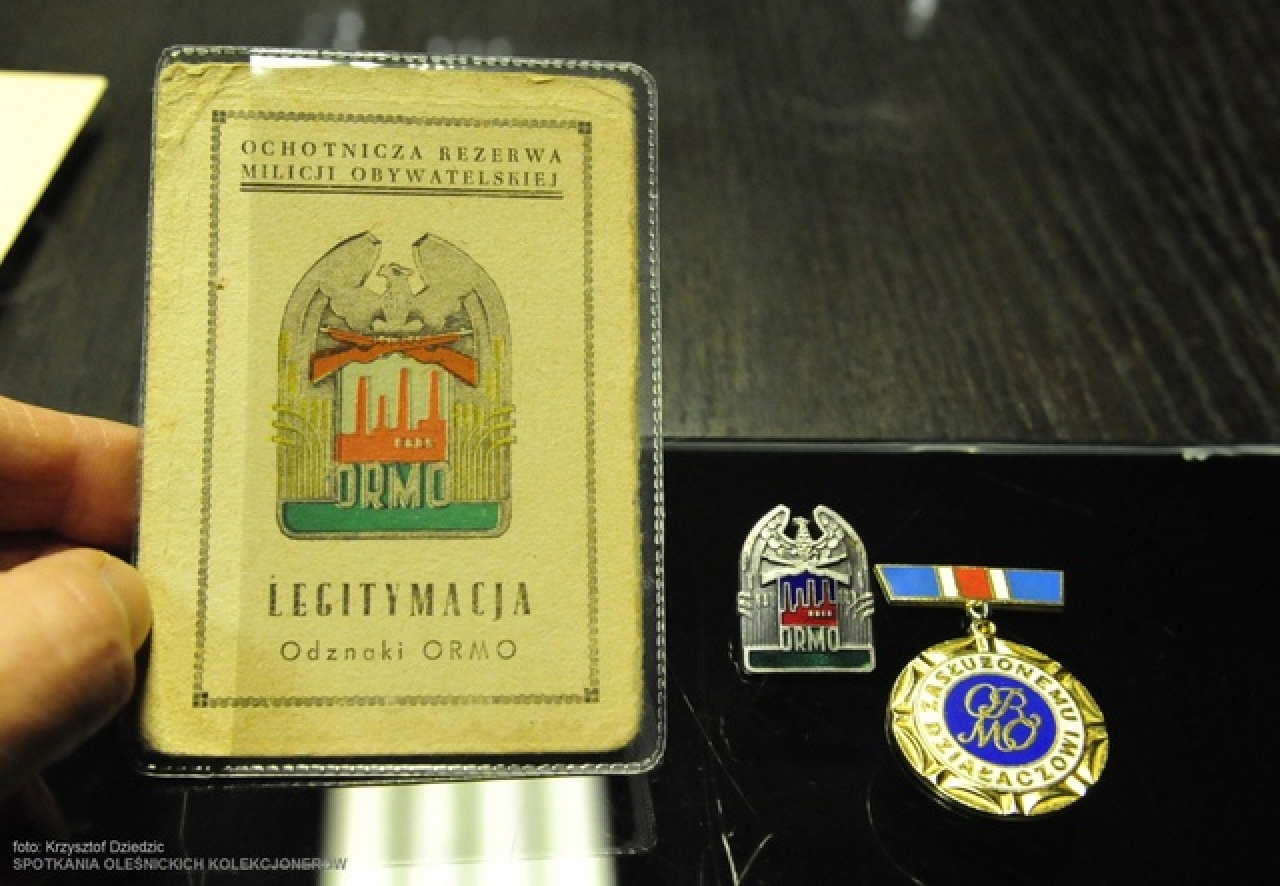 OCHOTNICZA REZERWA
MILICJI OBYWATELSKIEJ
ORMO
LEGITYMACJA
Odznaki ORMO
ORMO
ZASŁUŻONEMU
DZIAŁACZOWI
ORMO
foto: Krzysztof Dziedzic
SPOTKANIA OLEŚNICKICH KOLEKCJONERÓW